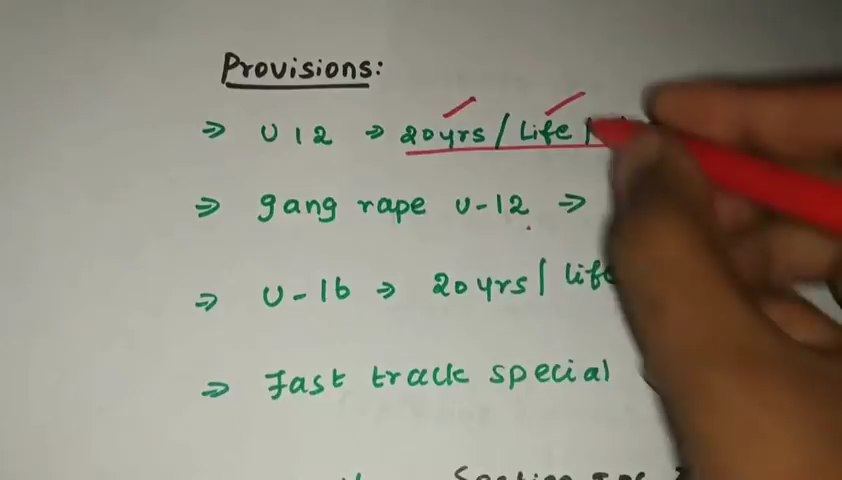 Provisions:
⇒ U 12 ⇒ 20yrs / Life /
⇒ gang rape U-12 ⇒
⇒ U-16 ⇒ 20yrs / life
⇒ Fast track special